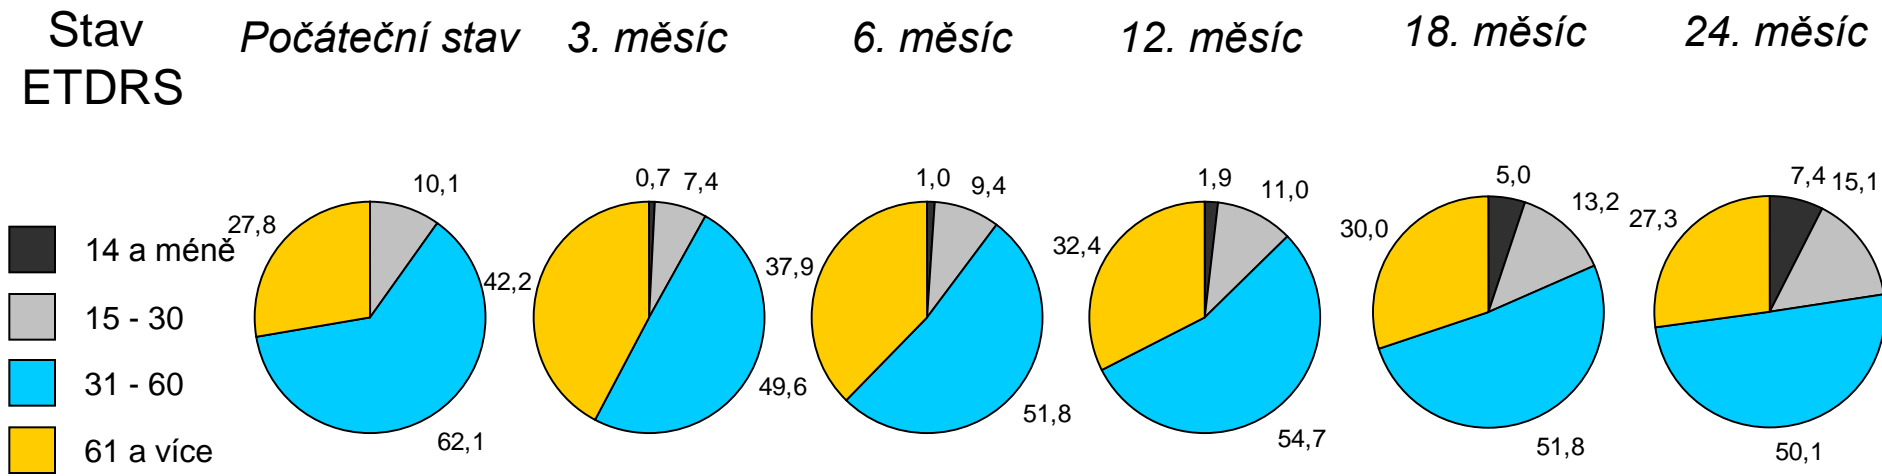 Stav
ETDRS
Počáteční stav
3. měsíc
6. měsíc
12. měsíc
18. měsíc
24. měsíc
14 a méně
15 - 30
31 - 60
61 a více
10,1
27,8
62,1
0,7
7,4
42,2
49,6
1,0
9,4
37,9
51,8
1,9
11,0
32,4
54,7
5,0
13,2
30,0
51,8
7,4
15,1
27,3
50,1